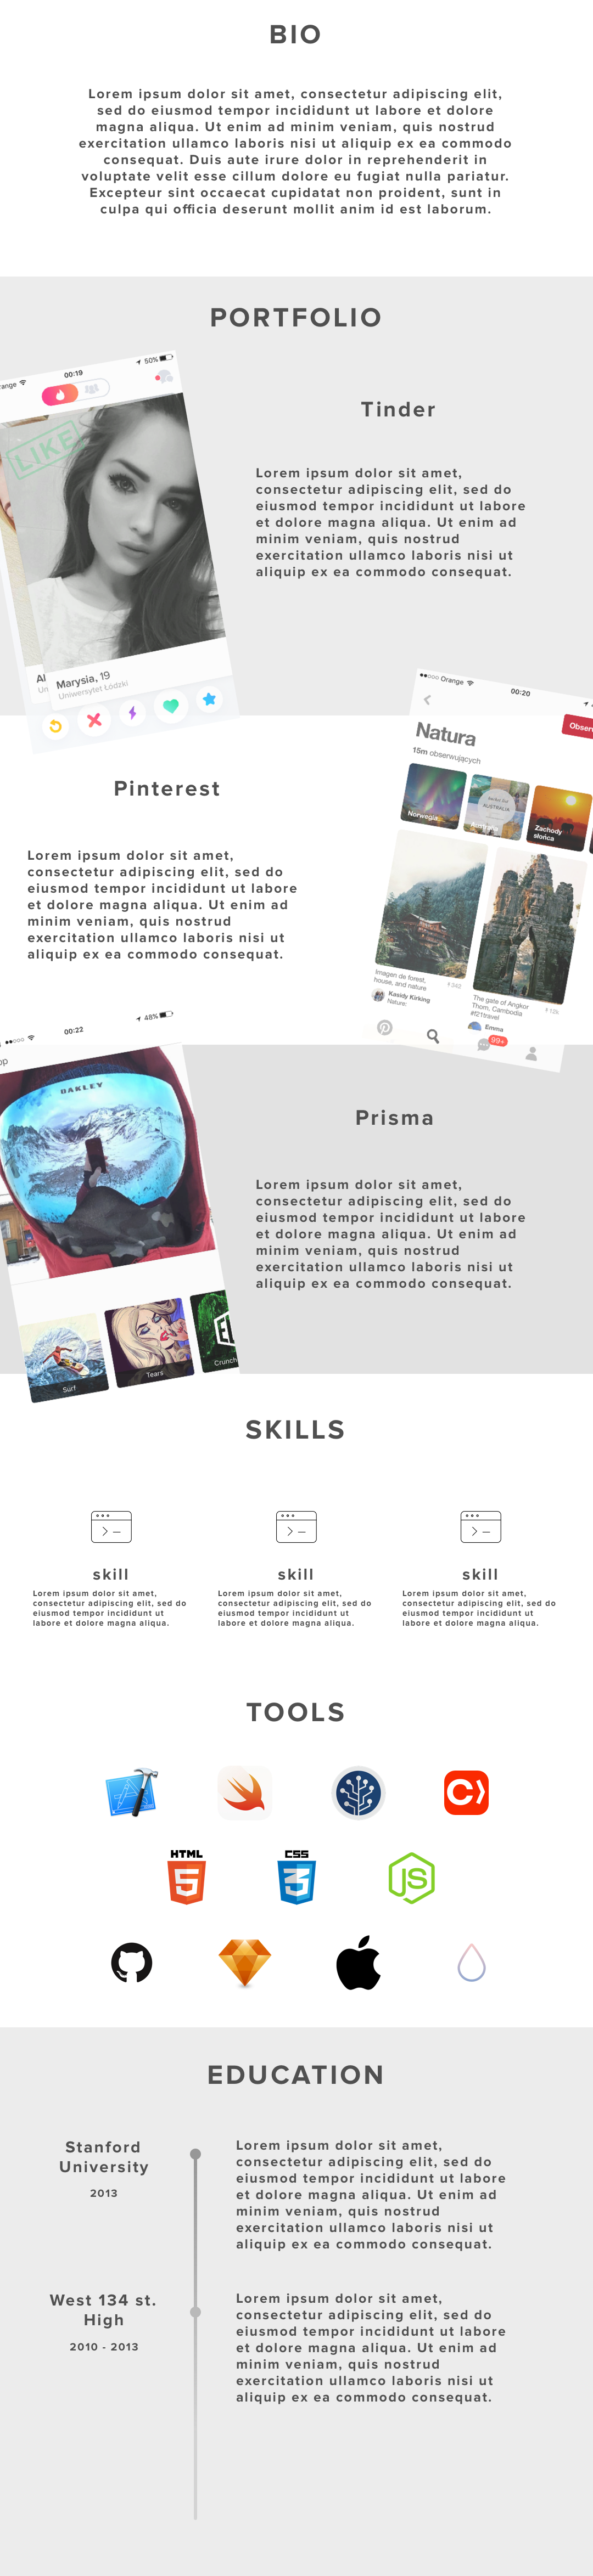 BIO
Lorem ipsum dolor sit amet, consectetur adipiscing elit,
sed do eiusmod tempor incididunt ut labore et dolore
magna aliqua. Ut enim ad minim veniam, quis nostrud
exercitation ullamco laboris nisi ut aliquip ex ea commodo
consequat. Duis aute irure dolor in reprehenderit in
voluptate velit esse cillum dolore eu fugiat nulla pariatur.
Excepteur sint occaecat cupidatat non proident, sunt in
culpa qui officia deserunt mollit anim id est laborum.
PORTFOLIO
range 00:19 50%
LIKE
Al
Un
Marysia, 19
Uniwersytet Łódzki
Tinder
Lorem ipsum dolor sit amet,
consectetur adipiscing elit, sed do
eiusmod tempor incididunt ut labore
et dolore magna aliqua. Ut enim ad
minim veniam, quis nostrud
exercitation ullamco laboris nisi ut
aliquip ex ea commodo consequat.
Orange 00:20
Obser
Natura
15m obserwujących
Norwegia
AUSTRALIA
Australia
Zachody
słońca
Imagen de forest,
house, and nature
242
Kasidy Kirking
Nature:
The gate of Angkor
Thom, Cambodia
#f21travel
12k
Emma
99+
Pinterest
Lorem ipsum dolor sit amet,
consectetur adipiscing elit, sed do
eiusmod tempor incididunt ut labore
et dolore magna aliqua. Ut enim ad
minim veniam, quis nostrud
exercitation ullamco laboris nisi ut
aliquip ex ea commodo consequat.
00:22 48%
op
OAKLEY
Surf
Tears
Crunch
Prisma
Lorem ipsum dolor sit amet,
consectetur adipiscing elit, sed do
eiusmod tempor incididunt ut labore
et dolore magna aliqua. Ut enim ad
minim veniam, quis nostrud
exercitation ullamco laboris nisi ut
aliquip ex ea commodo consequat.
SKILLS
skill
Lorem ipsum dolor sit amet,
consectetur adipiscing elit, sed do
eiusmod tempor incididunt ut
labore et dolore magna aliqua.
skill
Lorem ipsum dolor sit amet,
consectetur adipiscing elit, sed do
eiusmod tempor incididunt ut
labore et dolore magna aliqua.
skill
Lorem ipsum dolor sit amet,
consectetur adipiscing elit, sed do
eiusmod tempor incididunt ut
labore et dolore magna aliqua.
TOOLS
HTML
5
CSS
3
JS
EDUCATION
Stanford
University
2013
Lorem ipsum dolor sit amet,
consectetur adipiscing elit, sed do
eiusmod tempor incididunt ut labore
et dolore magna aliqua. Ut enim ad
minim veniam, quis nostrud
exercitation ullamco laboris nisi ut
aliquip ex ea commodo consequat.
West 134 st.
High
2010 - 2013
Lorem ipsum dolor sit amet,
consectetur adipiscing elit, sed do
eiusmod tempor incididunt ut labore
et dolore magna aliqua. Ut enim ad
minim veniam, quis nostrud
exercitation ullamco laboris nisi ut
aliquip ex ea commodo consequat.